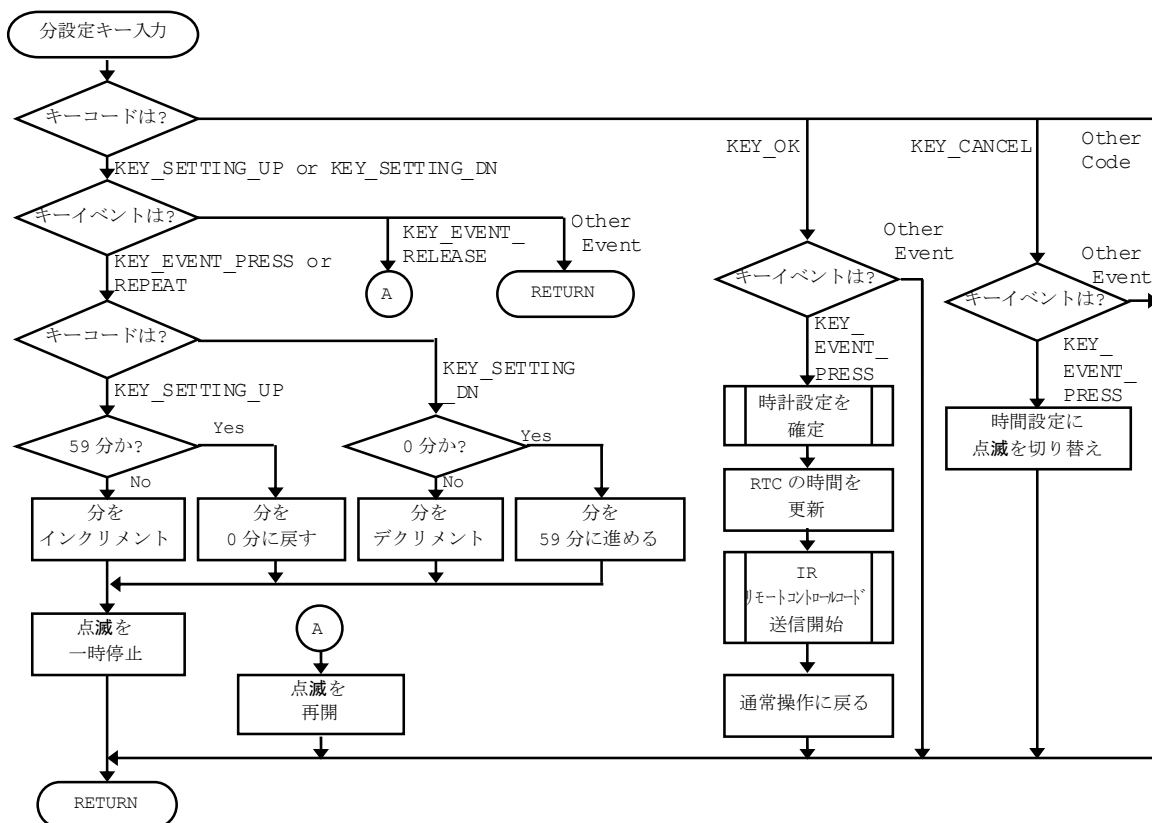 分設定キー入力
キーコードは?
KEY_SETTING_UP or KEY_SETTING_DN
KEY_OK
KEY_CANCEL
Other
Code
キーイベントは?
KEY_EVENT_
RELEASE
Other
Event
KEY_EVENT_PRESS or
REPEAT
A
RETURN
キーイベントは?
Other
Event
キーイベントは?
Other
Event
キーコードは?
KEY_SETTING_UP
KEY_SETTING
_DN
KEY_
EVENT_
PRESS
KEY_
EVENT_
PRESS
59 分か?
Yes
No
0 分か?
Yes
No
時計設定を
確定
時間設定に
点滅を切り替え
分を
インクリメント
分を
0 分に戻す
分を
デクリメント
分を
59 分に進める
RTC の時間を
更新
IR
リモートコントロールコード
送信開始
点滅を
一時停止
A
点滅を
再開
通常操作に戻る
RETURN